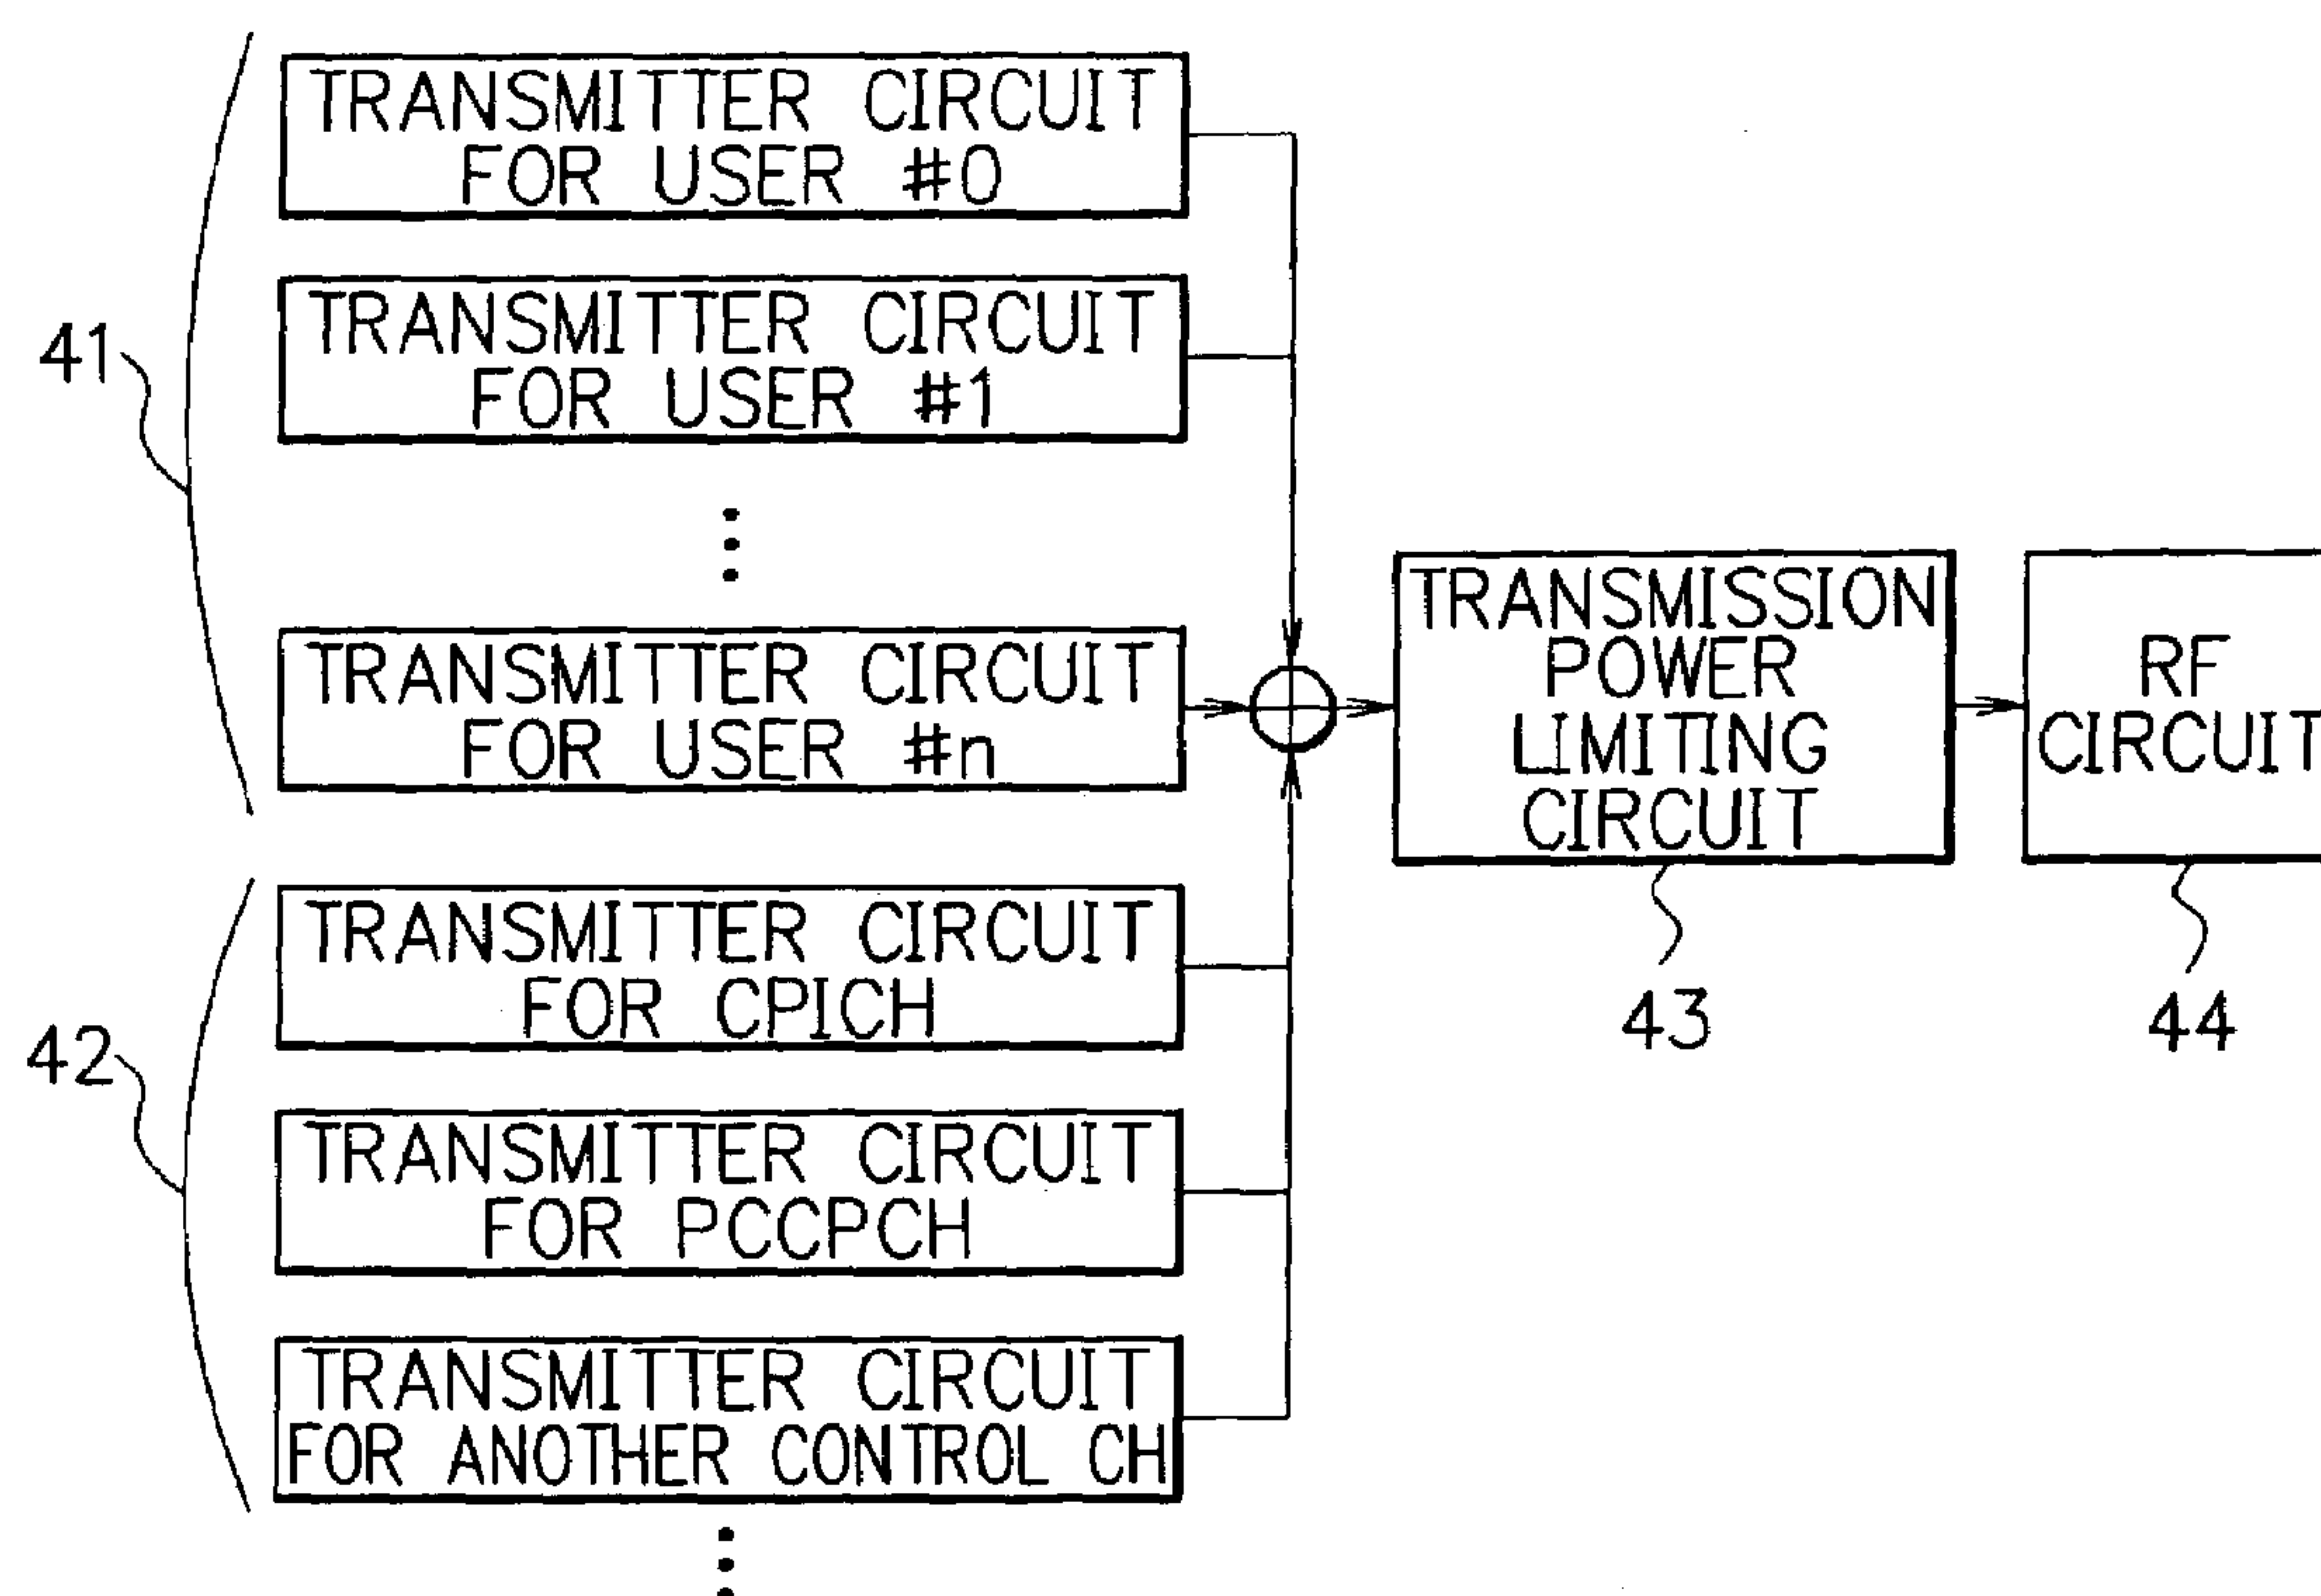 TRANSMITTER CIRCUIT
FOR USER #0
TRANSMITTER CIRCUIT
FOR USER #1
41
TRANSMITTER CIRCUIT
FOR USER #n
TRANSMISSION
POWER
LIMITING
CIRCUIT
43
RF
CIRCUIT
44
TRANSMITTER CIRCUIT
FOR CPICH
42
TRANSMITTER CIRCUIT
FOR PCCPCH
TRANSMITTER CIRCUIT
FOR ANOTHER CONTROL CH